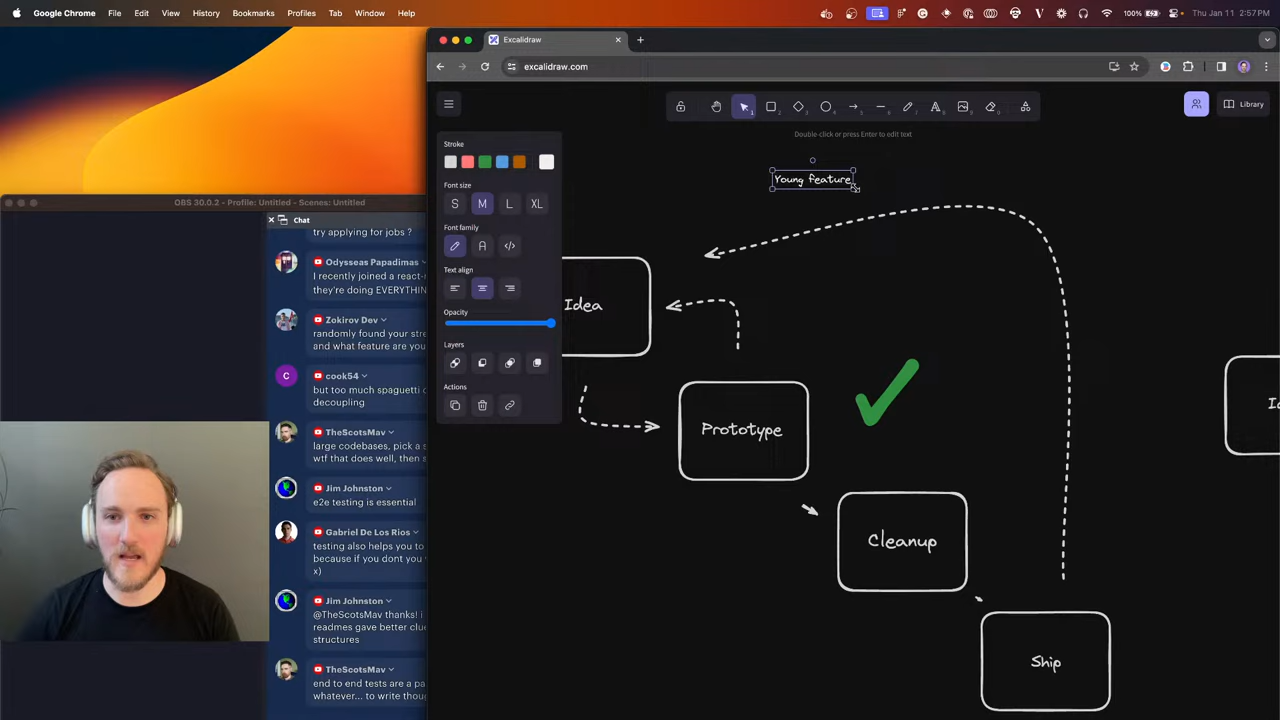 Google Chrome File Edit View History Bookmarks Profiles Tab Window Help
100% Thu Jan 11 2:57 PM
Excalidraw
excalidraw.com
Library
Double-click or press Enter to edit text
Stroke
Font size
S M L XL
Font family
A
Text align
Opacity
Layers
Actions
Young feature
Idea
Prototype
Cleanup
Ship
OBS 30.0.2 - Profile: Untitled - Scenes: Untitled
Chat
try applying for jobs ?
Odysseas Papadimas
I recently joined a react-
they're doing EVERYTHIN
Zokirov Dev
randomly found your stre
and what feature are you
C cook54
but too much spaghetti c
decoupling
TheScotsMav
large codebases, pick a s
wtf that does well, then s
Jim Johnston
e2e testing is essential
Gabriel De Los Rios
testing also helps you to
because if you dont you
x)
Jim Johnston
@TheScotsMav thanks! i
readmes gave better clu
structures
TheScotsMav
end to end tests are a pa
whatever... to write thou